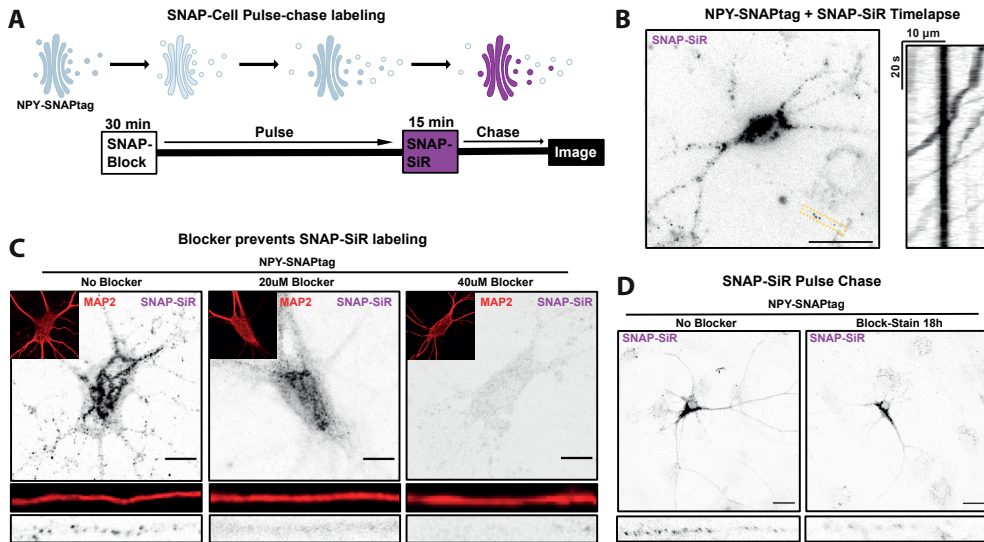 A
SNAP-Cell Pulse-chase labeling
NPY-SNAPtag
30 min
SNAP-
Block
Pulse
15 min
SNAP-
SiR
Chase
Image
B
NPY-SNAPtag + SNAP-SiR Timelapse
SNAP-SiR
10 µm
20 s
C
Blocker prevents SNAP-SiR labeling
NPY-SNAPtag
No Blocker
20uM Blocker
40uM Blocker
MAP2 SNAP-SiR
MAP2 SNAP-SiR
MAP2 SNAP-SiR
D
SNAP-SiR Pulse Chase
NPY-SNAPtag
No Blocker
Block-Stain 18h
SNAP-SiR
SNAP-SiR